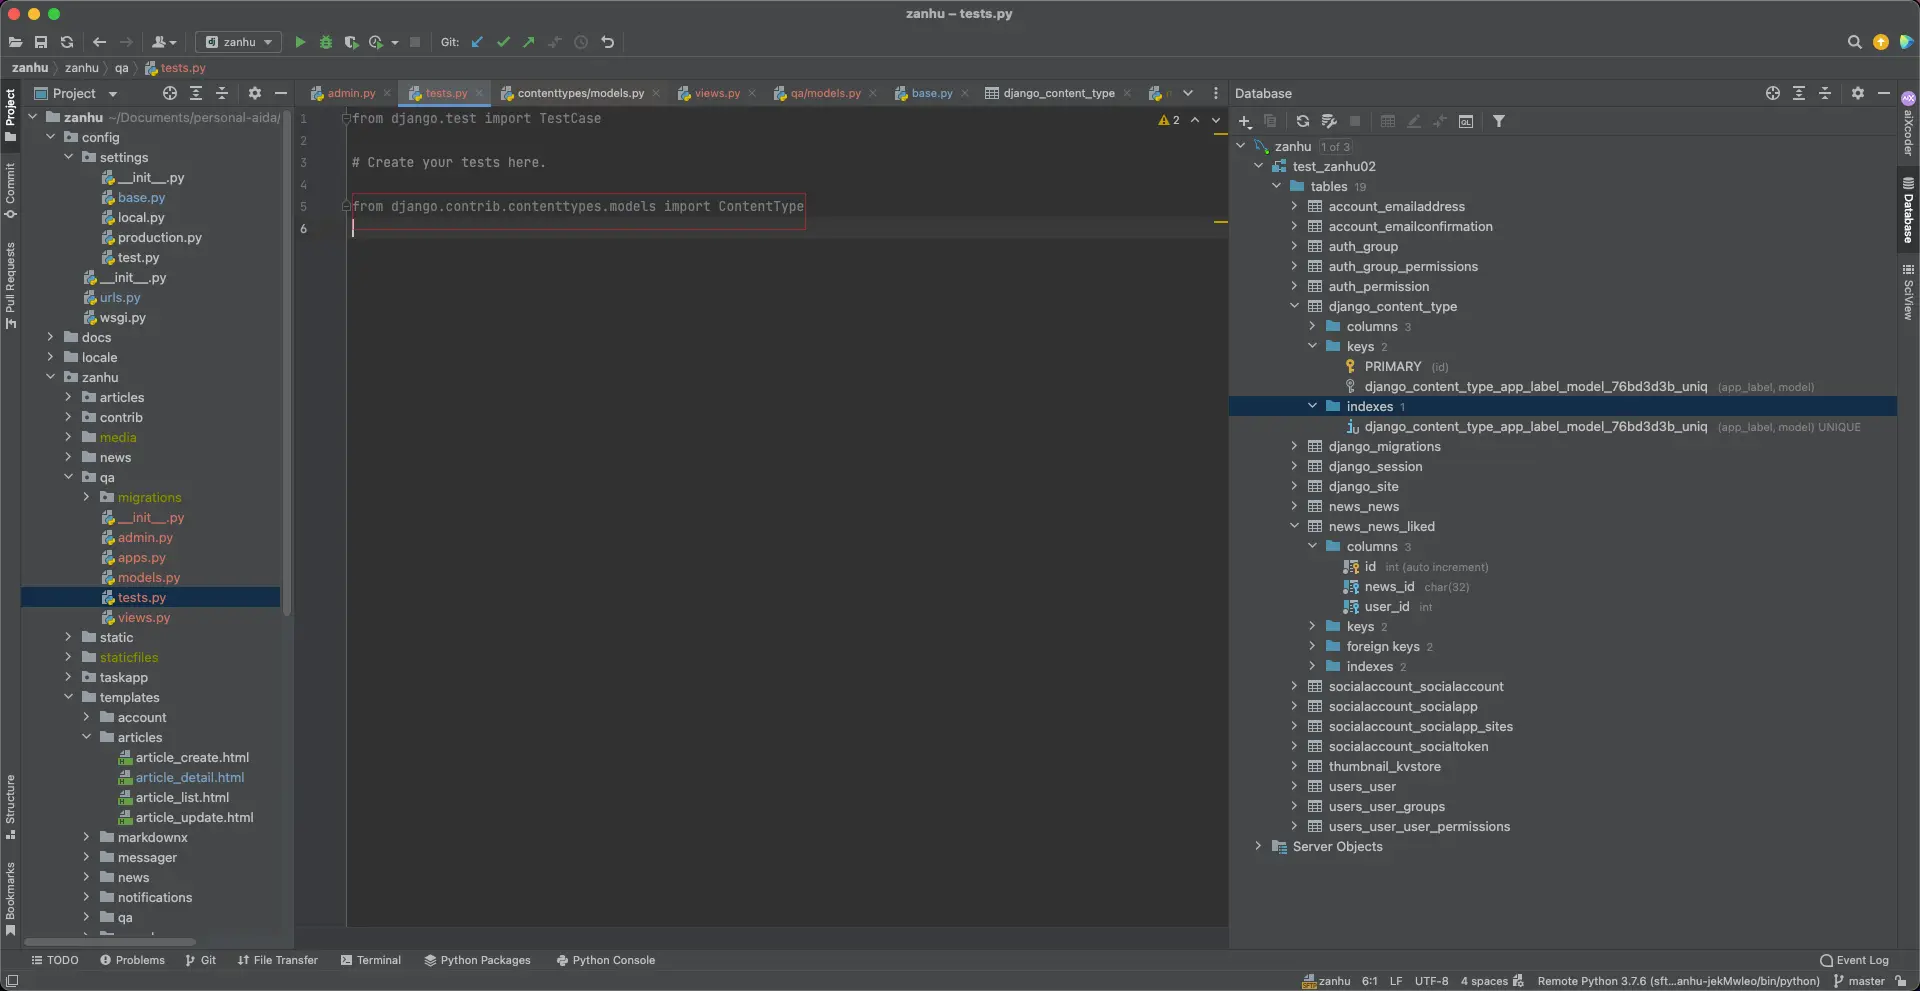 zanhu – tests.py
zanhu
Git:
zanhu
zanhu
qa
tests.py
Project
admin.py
tests.py
contenttypes/models.py
views.py
qa/models.py
base.py
django_content_type
Database
Project
Commit
Pull Requests
Structure
Bookmarks
zanhu ~/Documents/personal-aida/
config
settings
__init__.py
base.py
local.py
production.py
test.py
__init__.py
urls.py
wsgi.py
docs
locale
zanhu
articles
contrib
media
news
qa
migrations
__init__.py
admin.py
apps.py
models.py
tests.py
views.py
static
staticfiles
taskapp
templates
account
articles
article_create.html
article_detail.html
article_list.html
article_update.html
markdownx
messager
news
notifications
qa
1 from django.test import TestCase
2
3 # Create your tests here.
4
5 from django.contrib.contenttypes.models import ContentType
6
2
zanhu 1 of 3
test_zanhu02
tables 19
account_emailaddress
account_emailconfirmation
auth_group
auth_group_permissions
auth_permission
django_content_type
columns 3
keys 2
PRIMARY (id)
django_content_type_app_label_model_76bd3d3b_uniq (app_label, model)
indexes 1
django_content_type_app_label_model_76bd3d3b_uniq (app_label, model) UNIQUE
django_migrations
django_session
django_site
news_news
news_news_liked
columns 3
id int (auto increment)
news_id char(32)
user_id int
keys 2
foreign keys 2
indexes 2
socialaccount_socialaccount
socialaccount_socialapp
socialaccount_socialapp_sites
socialaccount_socialtoken
thumbnail_kvstore
users_user
users_user_groups
users_user_user_permissions
Server Objects
aiXcoder
Database
SciView
TODO
Problems
Git
File Transfer
Terminal
Python Packages
Python Console
Event Log
zanhu 6:1 LF UTF-8 4 spaces Remote Python 3.7.6 (sft...anhu-jekMwleo/bin/python) master